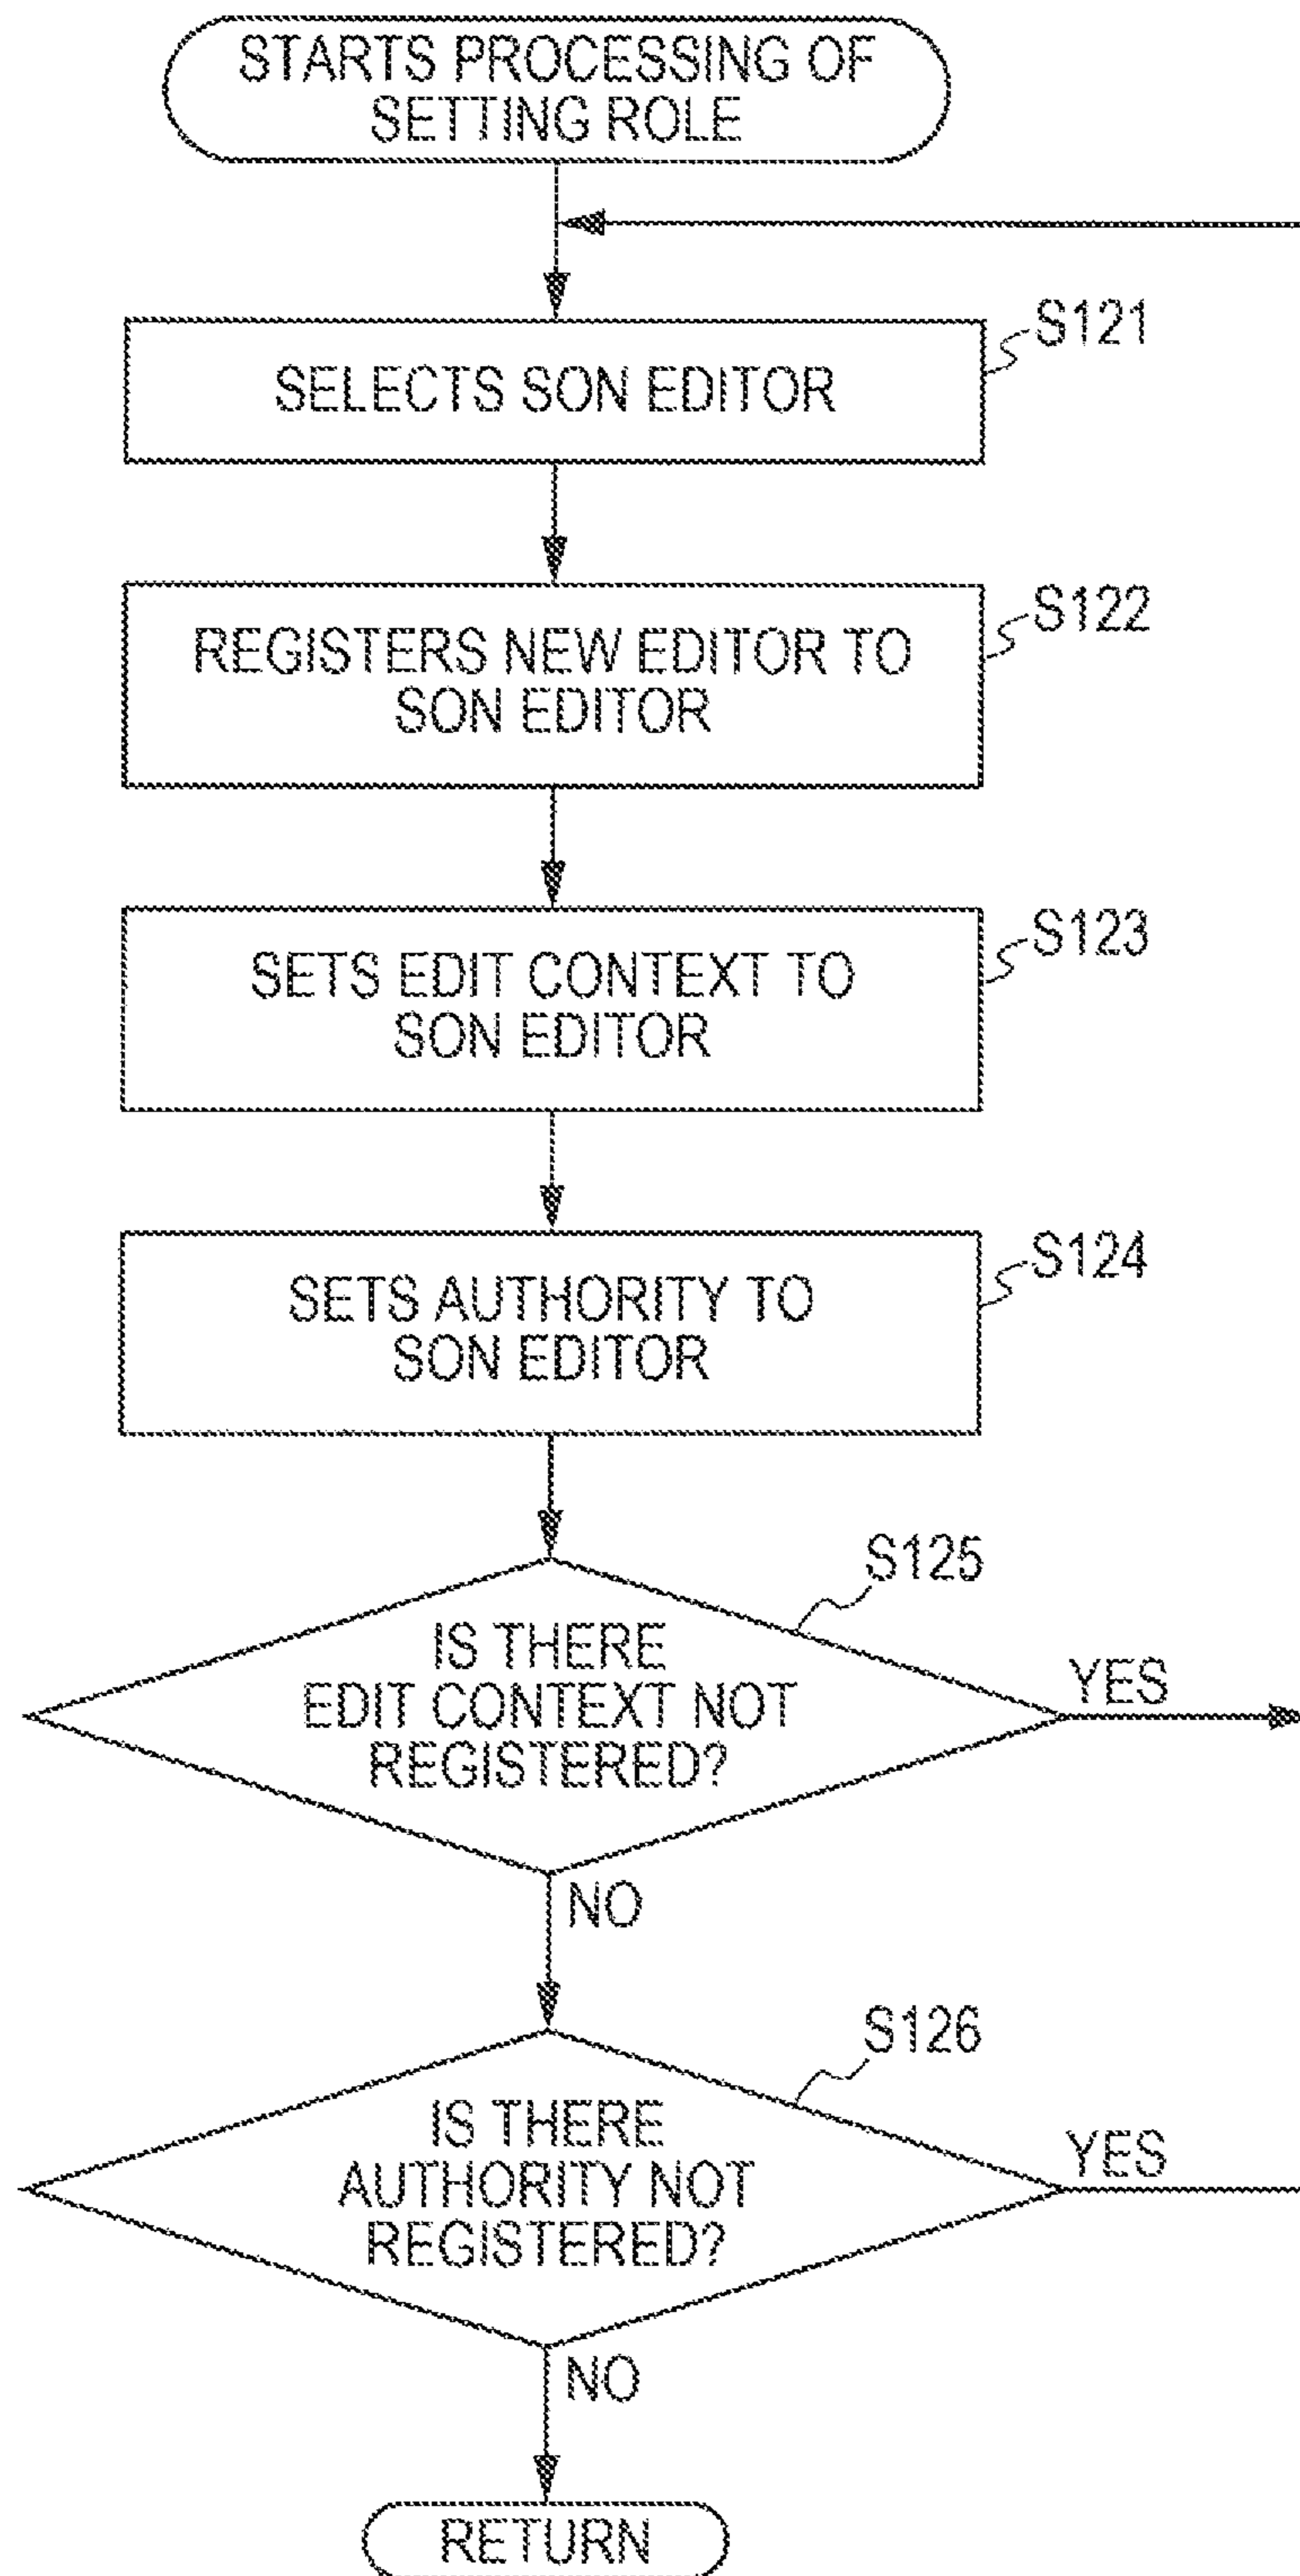 STARTS PROCESSING OF
SETTING ROLE
S121
SELECTS SON EDITOR
S122
REGISTERS NEW EDITOR TO
SON EDITOR
S123
SETS EDIT CONTEXT TO
SON EDITOR
S124
SETS AUTHORITY TO
SON EDITOR
S125
IS THERE
EDIT CONTEXT NOT
REGISTERED?
YES
NO
S126
IS THERE
AUTHORITY NOT
REGISTERED?
YES
NO
RETURN